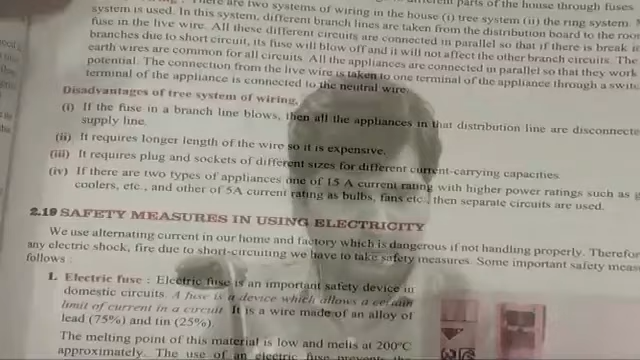 There are two systems of wiring in the house (i) tree system (ii) the ring system
system is used. In this system, different branch lines are taken from the distribution board to the
fuse in the live wire. All these different circuits are connected in parallel so that if there is break
branches due to short circuit, its fuse will blow off and it will not affect the other branch circuits. The
earth wires are common for all circuits. All the appliances are connected in parallel so that they work
potential. The connection from the live wire is taken to one terminal of the appliance through a
terminal of the appliance is connected to the neutral wire.
Disadvantages of tree system of wiring.
(i) If the fuse in a branch line blows, then all the appliances in that distribution line are
supply line.
(ii) It requires longer length of the wire so it is expensive.
(iii) It requires plug and sockets of different sizes for different current-carrying capacities
(iv) If there are two types of appliances one of 15 A current rating with higher power ratings such as
coolers, etc., and other of 5A current rating as bulbs, fans etc., then separate circuits are used.
2.19 SAFETY MEASURES IN USING ELECTRICITY
We use alternating current in our home and factory which is dangerous if not handling properly.
any electric shock, fire due to short-circuiting we have to take safety measures. Some important safety
follows :
1. Electric fuse : Electric fuse is an important safety device in
domestic circuits. A fuse is a device which allows a certain
limit of current in a circuit. It is a wire made of an alloy of
lead (75%) and tin (25%).
The melting point of this material is low and melts at 200°C
approximately. The use of an electric fuse prevents the